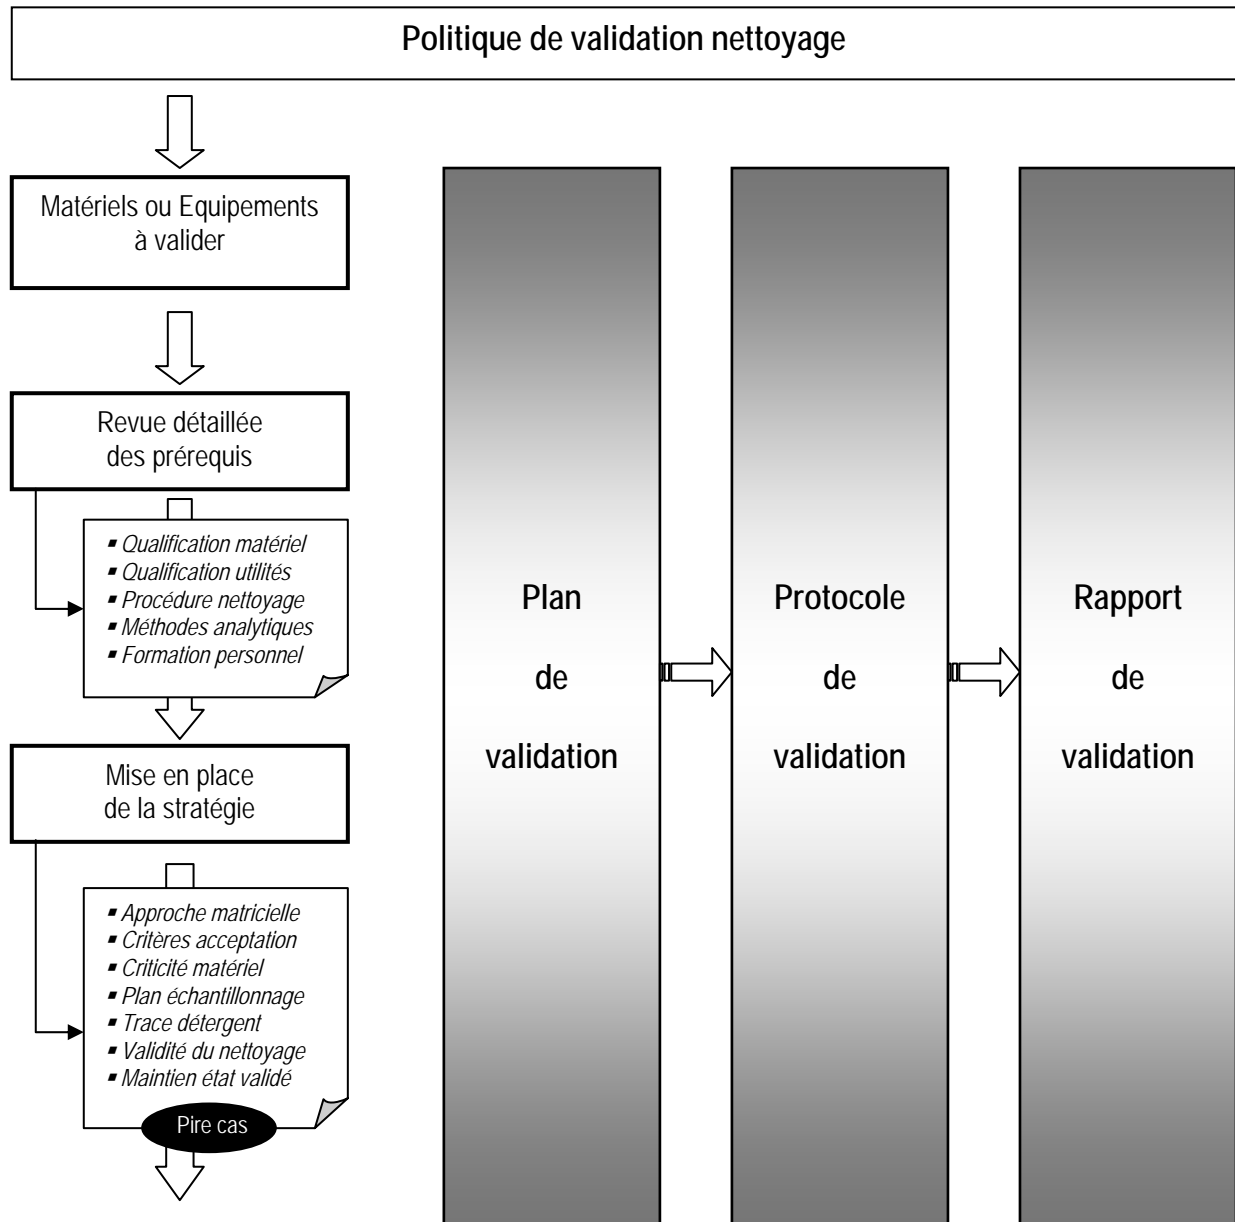 Politique de validation nettoyage
Matériels ou Equipements
à valider
Revue détaillée
des prérequis
▪ Qualification matériel
▪ Qualification utilités
▪ Procédure nettoyage
▪ Méthodes analytiques
▪ Formation personnel
Mise en place
de la stratégie
▪ Approche matricielle
▪ Critères acceptation
▪ Criticité matériel
▪ Plan échantillonnage
▪ Trace détergent
▪ Validité du nettoyage
▪ Maintien état validé
Pire cas
Plan
de
validation
Protocole
de
validation
Rapport
de
validation